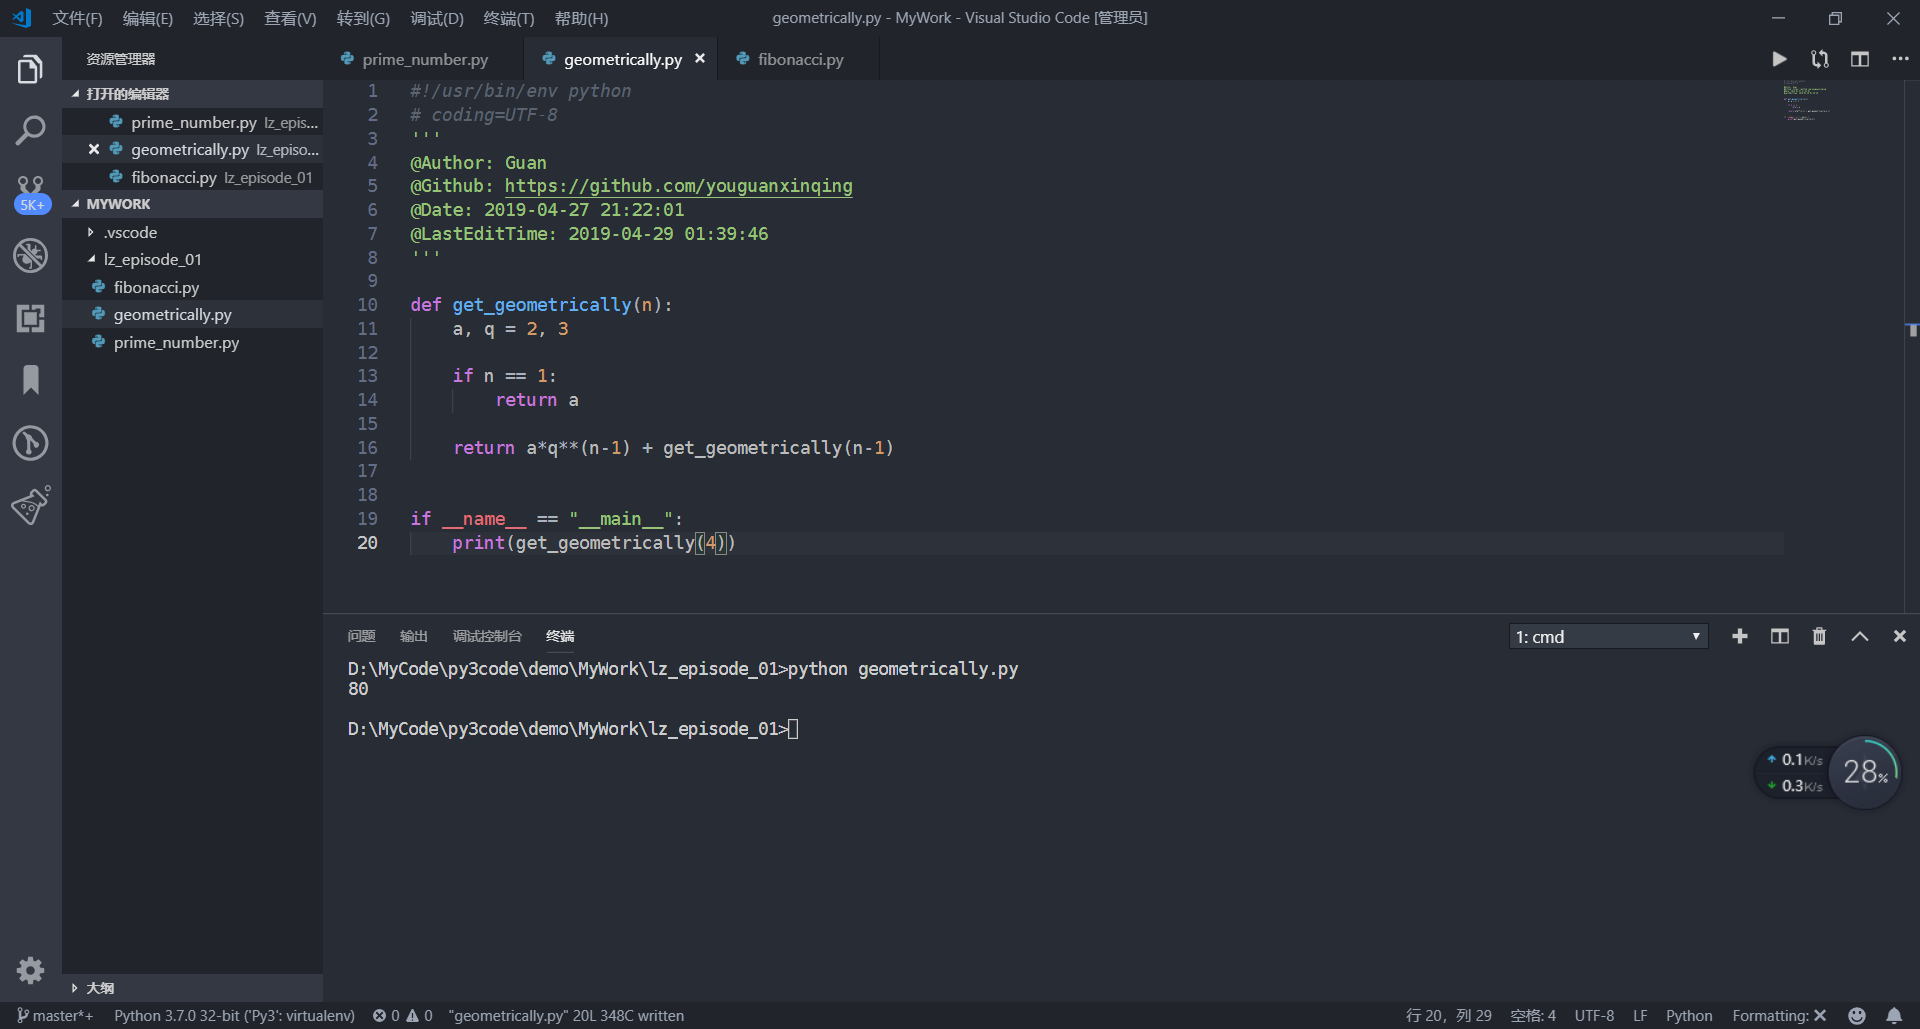 文件(F) 编辑(E) 选择(S) 查看(V) 转到(G) 调试(D) 终端(T) 帮助(H) geometrically.py - MyWork - Visual Studio Code [管理员]
资源管理器
打开的编辑器
prime_number.py lz_epis...
geometrically.py lz_episo...
fibonacci.py lz_episode_01
5K+
MYWORK
.vscode
lz_episode_01
fibonacci.py
geometrically.py
prime_number.py
大纲
prime_number.py geometrically.py fibonacci.py
1 #!/usr/bin/env python
2 # coding=UTF-8
3 '''
4 @Author: Guan
5 @Github: https://github.com/youguanxinqing
6 @Date: 2019-04-27 21:22:01
7 @LastEditTime: 2019-04-29 01:39:46
8 '''
9
10 def get_geometrically(n):
11 a, q = 2, 3
12
13 if n == 1:
14 return a
15
16 return a*q**(n-1) + get_geometrically(n-1)
17
18
19 if __name__ == "__main__":
20 print(get_geometrically(4))
问题 输出 调试控制台 终端 1: cmd
D:\MyCode\py3code\demo\MyWork\lz_episode_01>python geometrically.py
80
D:\MyCode\py3code\demo\MyWork\lz_episode_01>
0.1K/s
0.3K/s
28%
master*+ Python 3.7.0 32-bit ('Py3': virtualenv) 0 0 "geometrically.py" 20L 348C written 行 20，列 29 空格: 4 UTF-8 LF Python Formatting: ✕